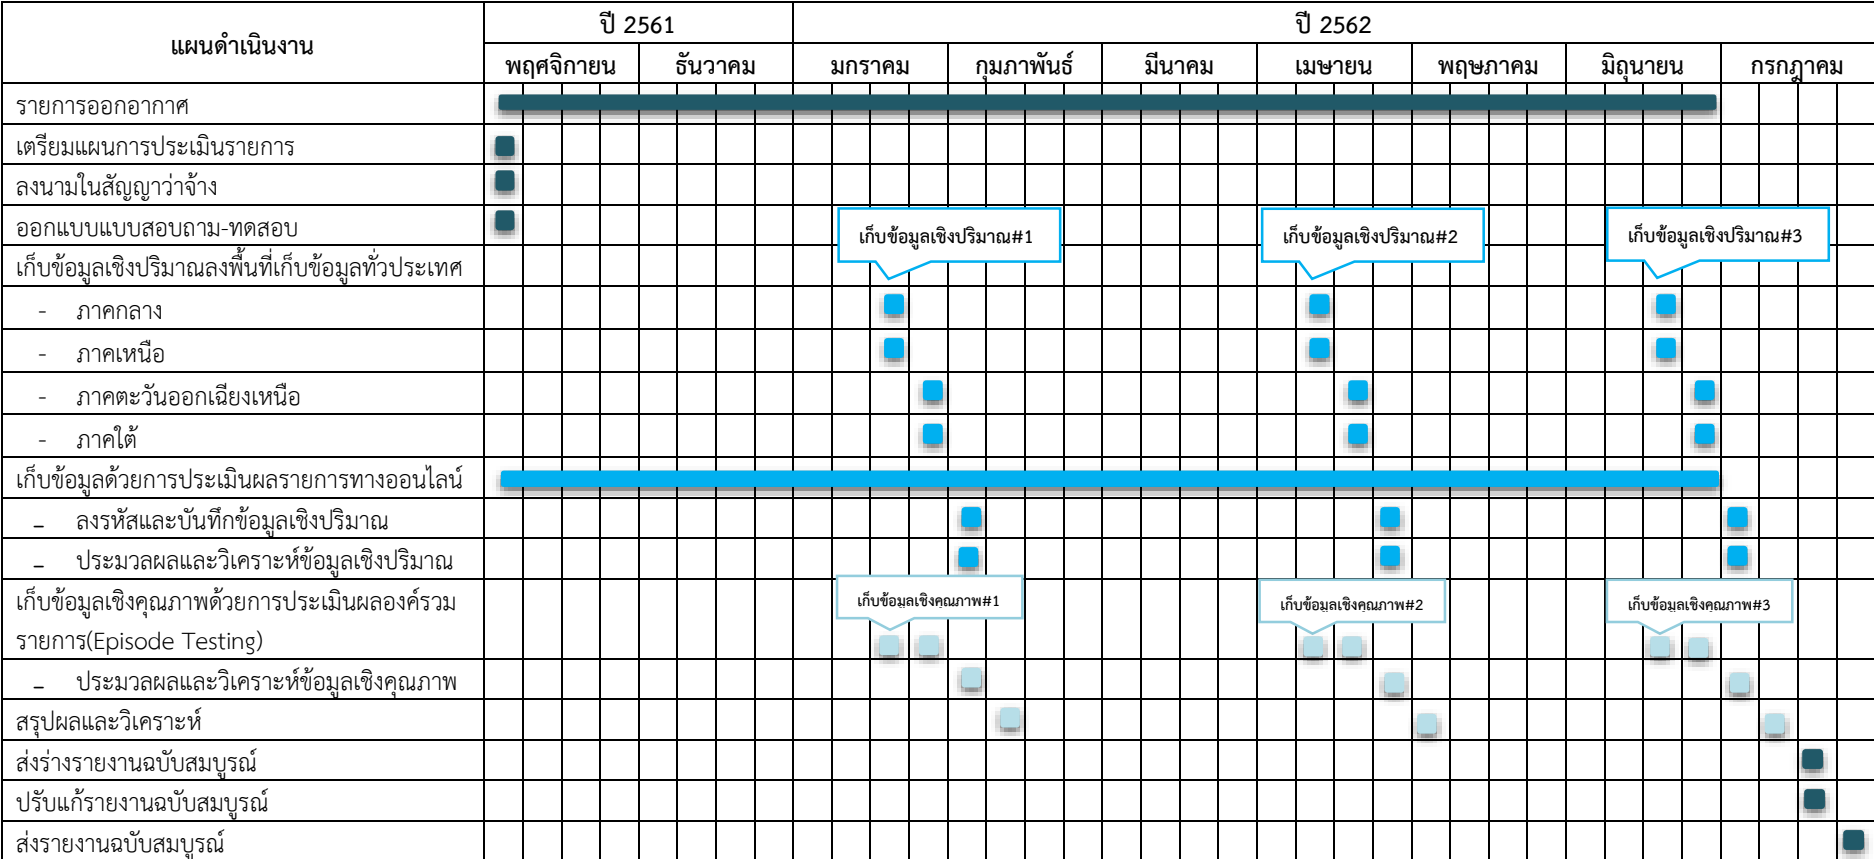 แผนดำเนินงาน
ปี 2561
ปี 2562
พฤศจิกายน
ธันวาคม
มกราคม
กุมภาพันธ์
มีนาคม
เมษายน
พฤษภาคม
มิถุนายน
กรกฎาคม
รายการออกอากาศ
เตรียมแผนการประเมินรายการ
ลงนามในสัญญาว่าจ้าง
ออกแบบแบบสอบถาม-ทดสอบ
เก็บข้อมูลเชิงปริมาณ#1
เก็บข้อมูลเชิงปริมาณ#2
เก็บข้อมูลเชิงปริมาณ#3
เก็บข้อมูลเชิงปริมาณลงพื้นที่เก็บข้อมูลทั่วประเทศ
- ภาคกลาง
- ภาคเหนือ
- ภาคตะวันออกเฉียงเหนือ
- ภาคใต้
เก็บข้อมูลด้วยการประเมินผลรายการทางออนไลน์
- ลงรหัสและบันทึกข้อมูลเชิงปริมาณ
- ประมวลผลและวิเคราะห์ข้อมูลเชิงปริมาณ
เก็บข้อมูลเชิงคุณภาพด้วยการประเมินผลองค์รวม
รายการ(Episode Testing)
เก็บข้อมูลเชิงคุณภาพ#1
เก็บข้อมูลเชิงคุณภาพ#2
เก็บข้อมูลเชิงคุณภาพ#3
- ประมวลผลและวิเคราะห์ข้อมูลเชิงคุณภาพ
สรุปผลและวิเคราะห์
ส่งร่างรายงานฉบับสมบูรณ์
ปรับแก้รายงานฉบับสมบูรณ์
ส่งรายงานฉบับสมบูรณ์